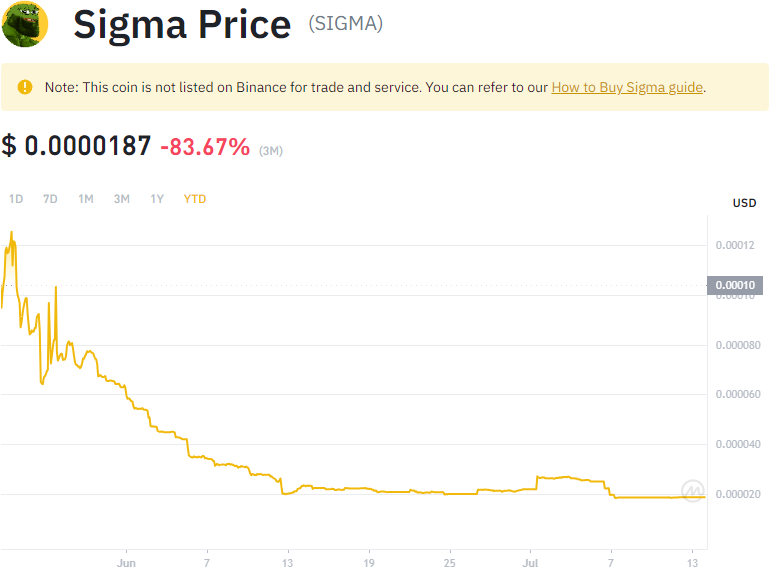 Sigma Price (SIGMA)
Note: This coin is not listed on Binance for trade and service. You can refer to our How to Buy Sigma guide.
$ 0.0000187 -83.67% (3M)
1D 7D 1M 3M 1Y YTD
USD
0.00012
0.00010
0.00010
0.000080
0.000060
0.000040
0.000020
Jun 7 13 19 25 Jul 7 13